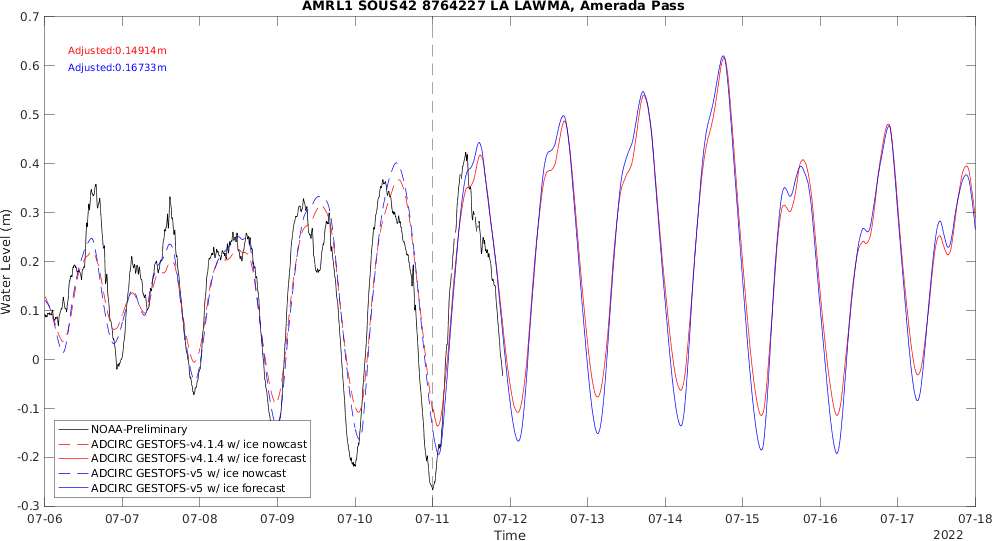 AMRL1 SOUS42 8764227 LA LAWMA, Amerada Pass
Adjusted:0.14914m
Adjusted:0.16733m
Water Level (m)
0.7
0.6
0.5
0.4
0.3
0.2
0.1
0
-0.1
-0.2
-0.3
NOAA-Preliminary
ADCIRC GESTOFS-v4.1.4 w/ ice nowcast
ADCIRC GESTOFS-v4.1.4 w/ ice forecast
ADCIRC GESTOFS-v5 w/ ice nowcast
ADCIRC GESTOFS-v5 w/ ice forecast
07-06 07-07 07-08 07-09 07-10 07-11 07-12 07-13 07-14 07-15 07-16 07-17 07-18
Time
2022